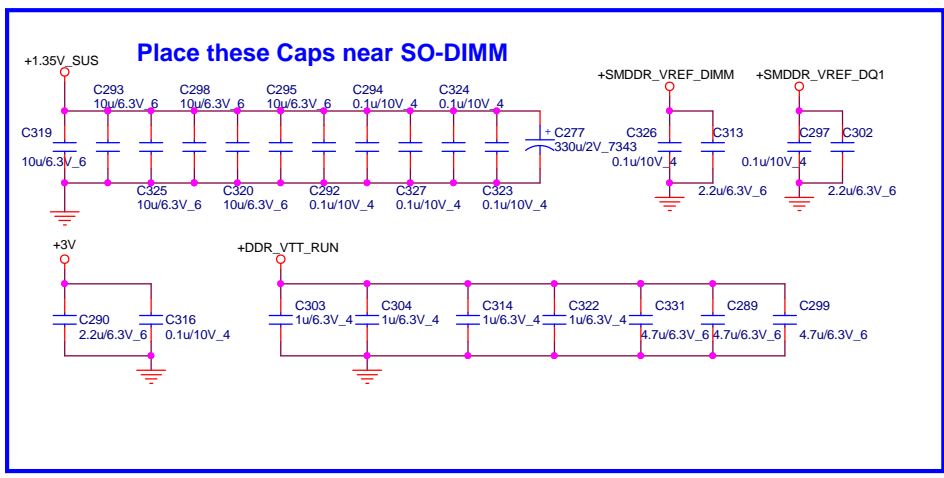 Place these Caps near SO-DIMM
+1.35V_SUS
+SMDDR_VREF_DIMM
+SMDDR_VREF_DQ1
C293
C298
C295
C294
C324
10u/6.3V_6
10u/6.3V_6
10u/6.3V_6
0.1u/10V_4
0.1u/10V_4
C319
+
C277
C326
C313
C297
C302
330u/2V_7343
10u/6.3V_6
0.1u/10V_4
0.1u/10V_4
C325
C320
C292
C327
C323
2.2u/6.3V_6
2.2u/6.3V_6
10u/6.3V_6
10u/6.3V_6
0.1u/10V_4
0.1u/10V_4
0.1u/10V_4
+3V
+DDR_VTT_RUN
C303
C304
C314
C322
C331
C289
C299
1u/6.3V_4
1u/6.3V_4
1u/6.3V_4
1u/6.3V_4
C290
C316
2.2u/6.3V_6
0.1u/10V_4
4.7u/6.3V_6
4.7u/6.3V_6
4.7u/6.3V_6